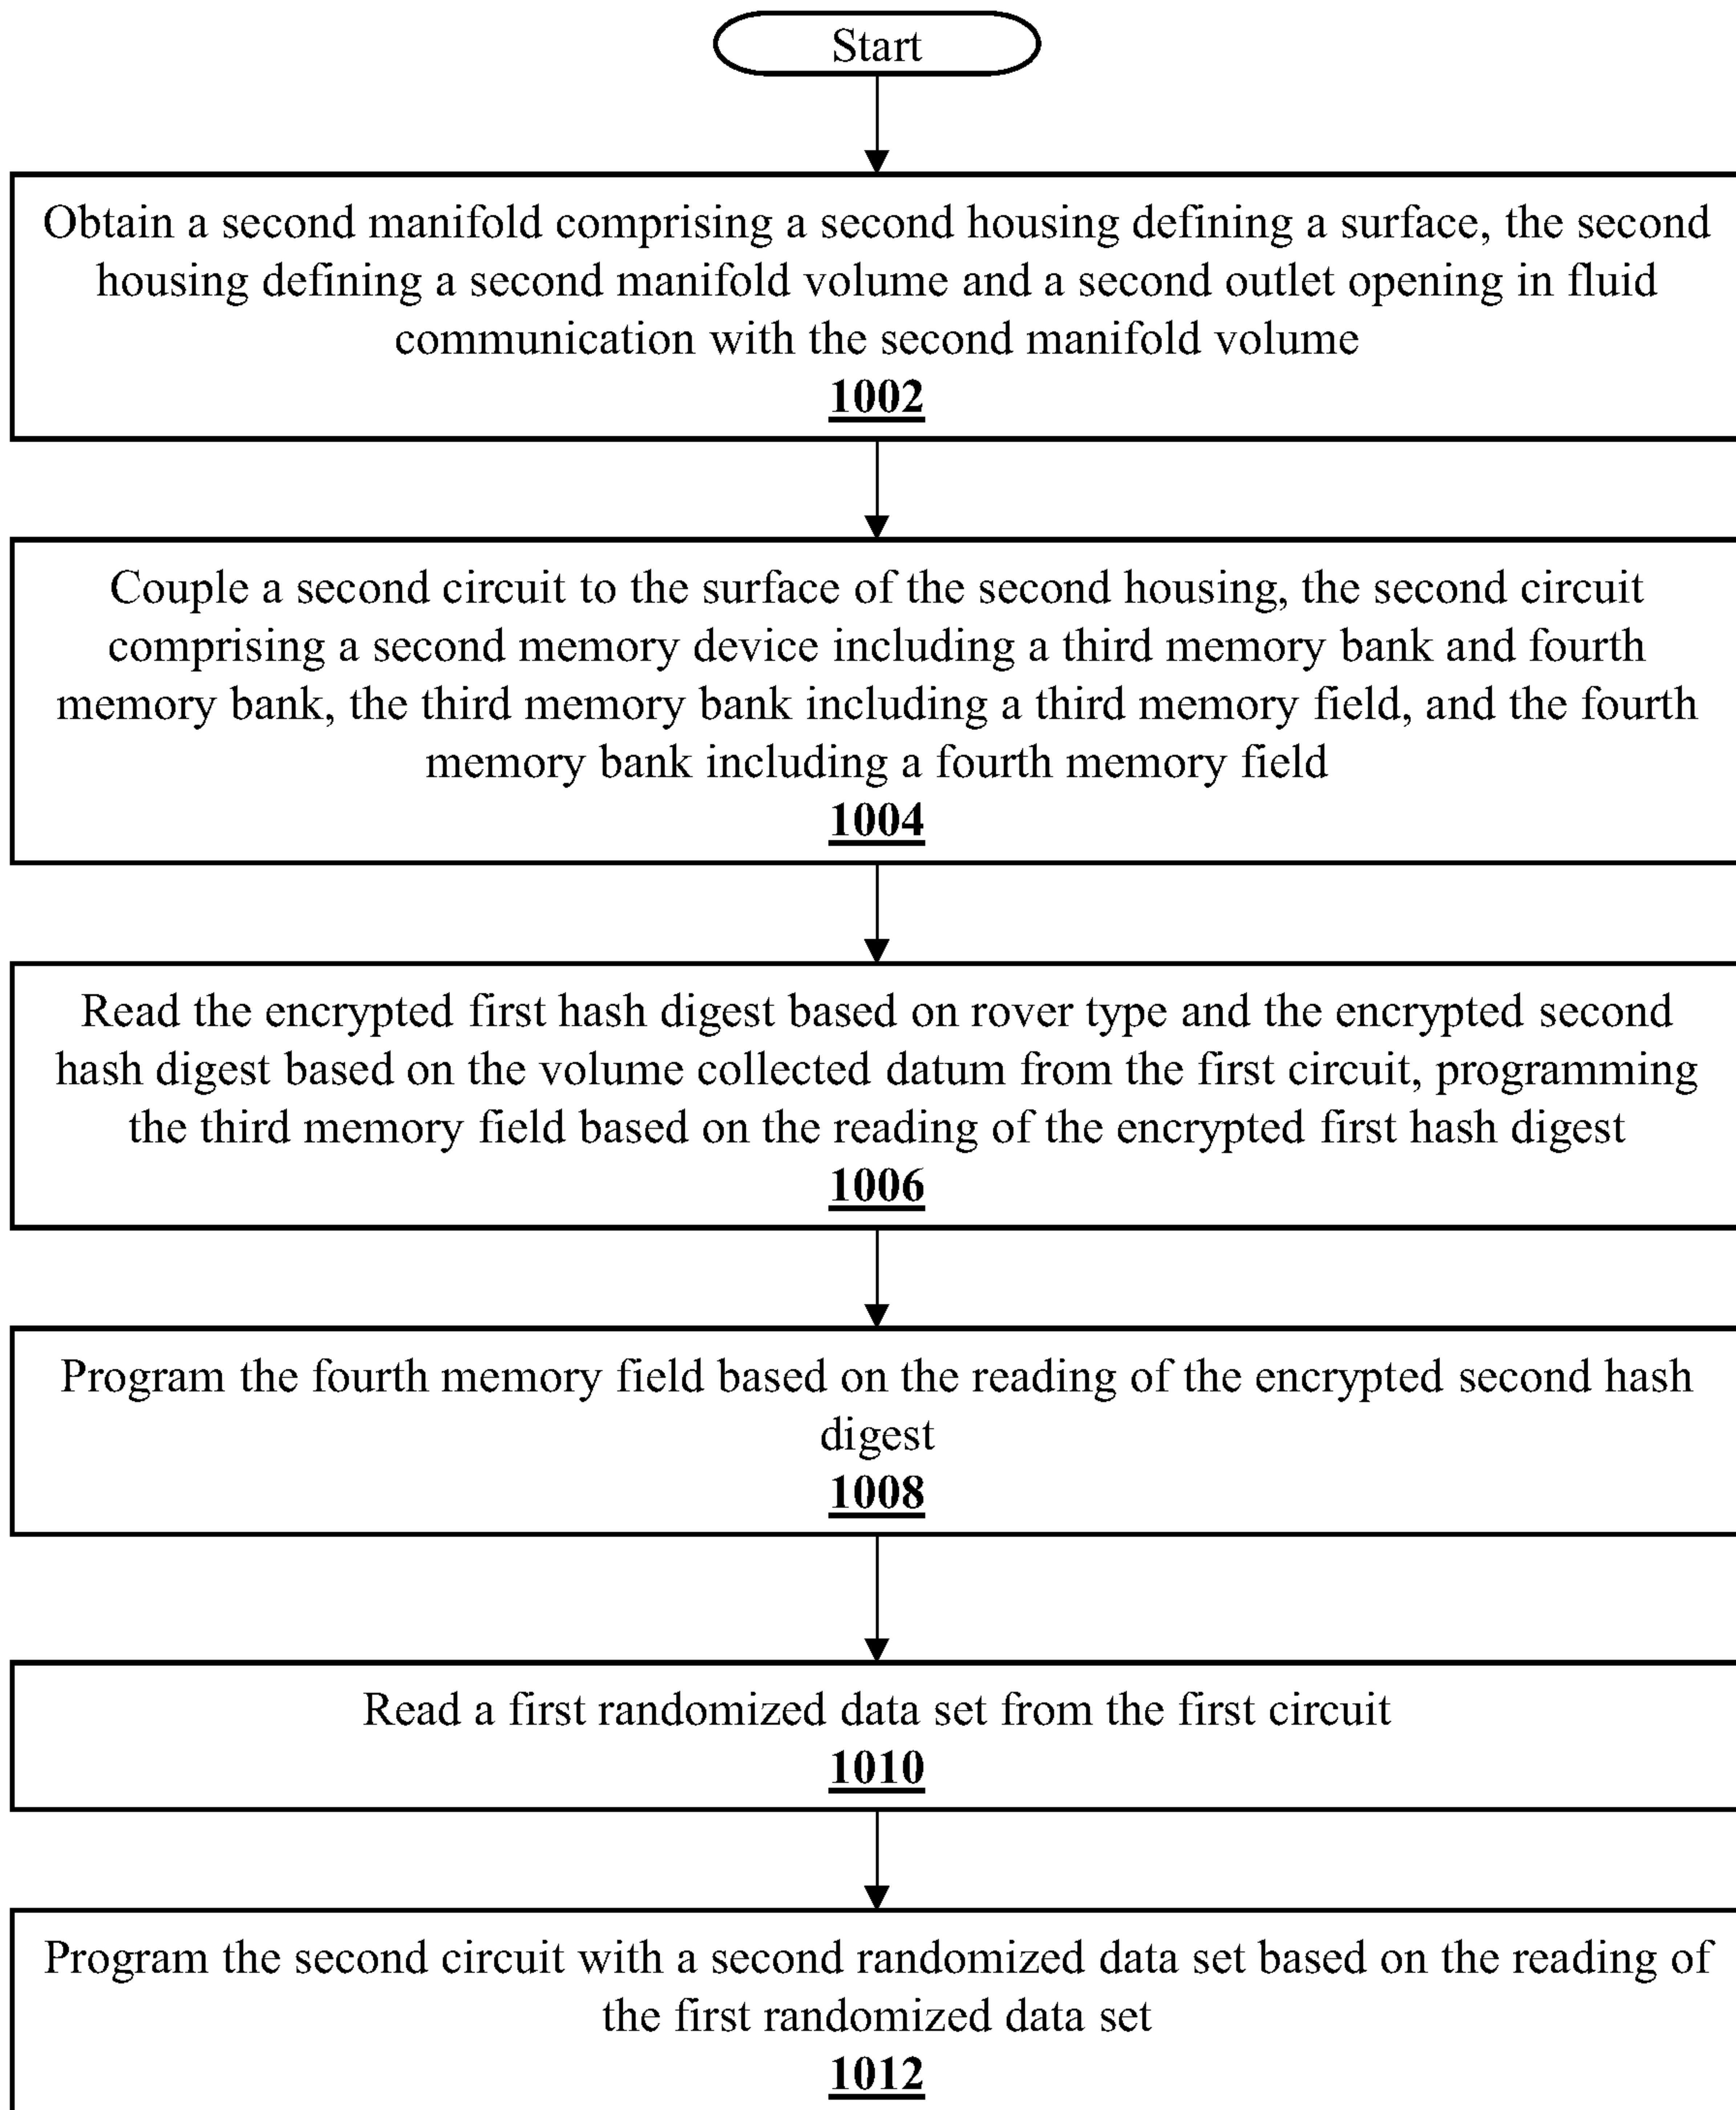 Start
Obtain a second manifold comprising a second housing defining a surface, the second
housing defining a second manifold volume and a second outlet opening in fluid
communication with the second manifold volume
1002
Couple a second circuit to the surface of the second housing, the second circuit
comprising a second memory device including a third memory bank and fourth
memory bank, the third memory bank including a third memory field, and the fourth
memory bank including a fourth memory field
1004
Read the encrypted first hash digest based on rover type and the encrypted second
hash digest based on the volume collected datum from the first circuit, programming
the third memory field based on the reading of the encrypted first hash digest
1006
Program the fourth memory field based on the reading of the encrypted second hash
digest
1008
Read a first randomized data set from the first circuit
1010
Program the second circuit with a second randomized data set based on the reading of
the first randomized data set
1012